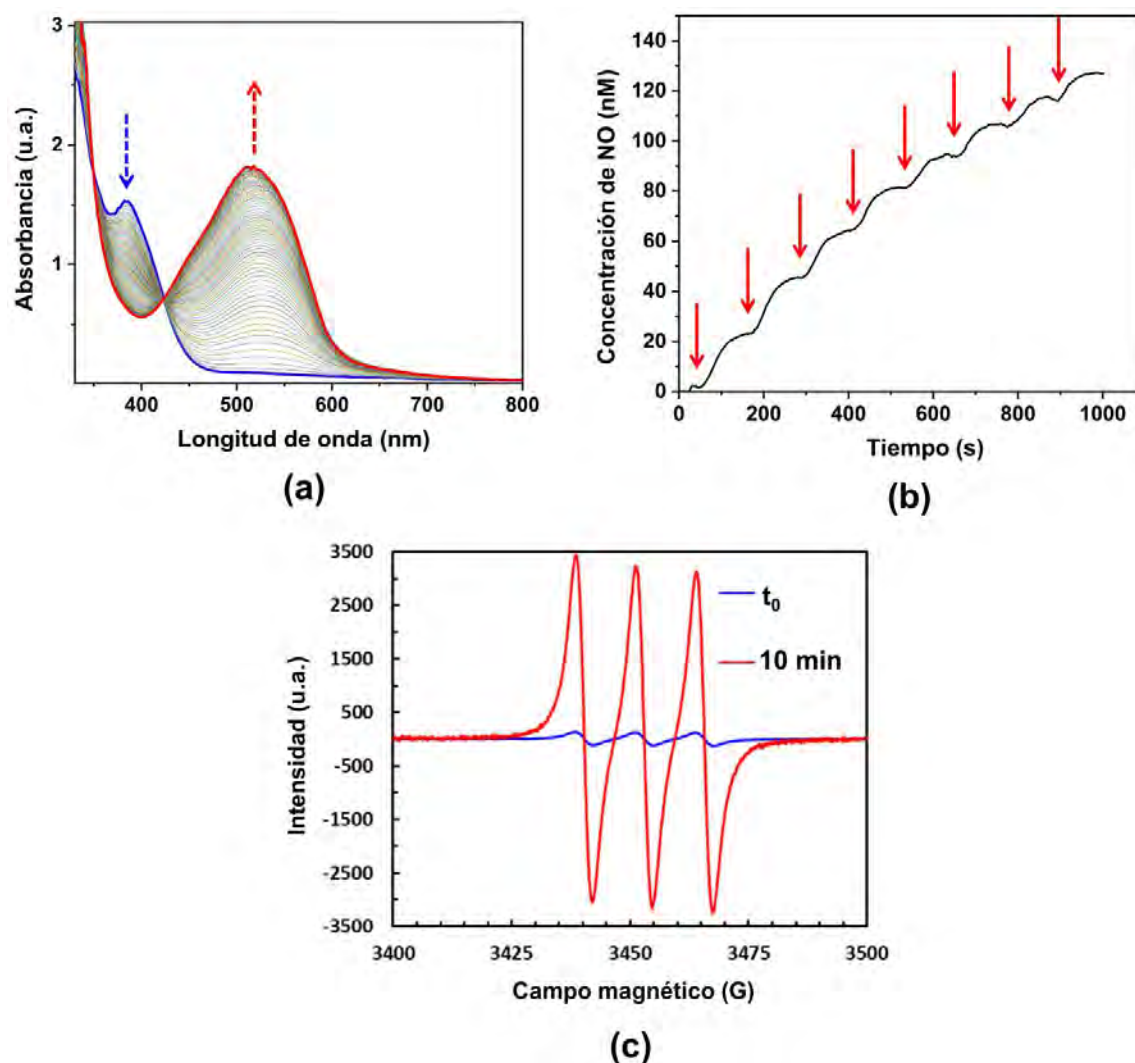 3
2
1
Absorbancia (u.a.)
400 500 600 700 800
Longitud de onda (nm)
(a)
140
120
100
80
60
40
20
0
Concentración de NO (nM)
0 200 400 600 800 1000
Tiempo (s)
(b)
3500
2500
1500
500
-500
-1500
-2500
-3500
Intensidad (u.a.)
t₀
10 min
3400 3425 3450 3475 3500
Campo magnético (G)
(c)